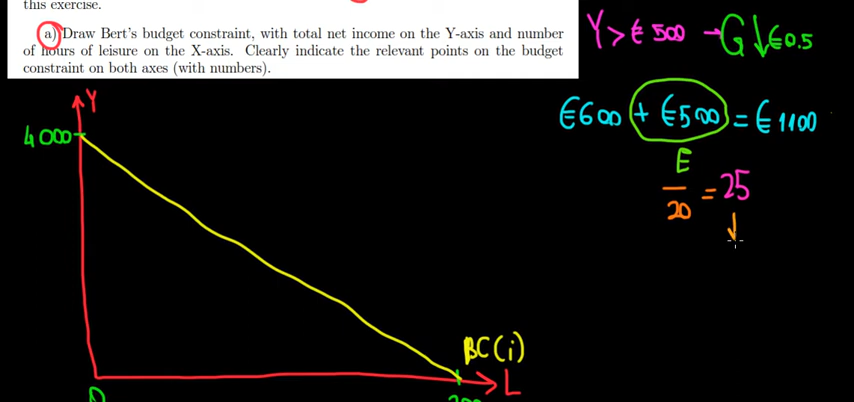 this exercise.
a) Draw Bert's budget constraint, with total net income on the Y-axis and number
of hours of leisure on the X-axis. Clearly indicate the relevant points on the budget
constraint on both axes (with numbers).
Y > € 500 → G ↓ € 0.5
€600 + €500 = € 1100
E
— = 25
20
↓
Y
4000
BC(i)
L
0